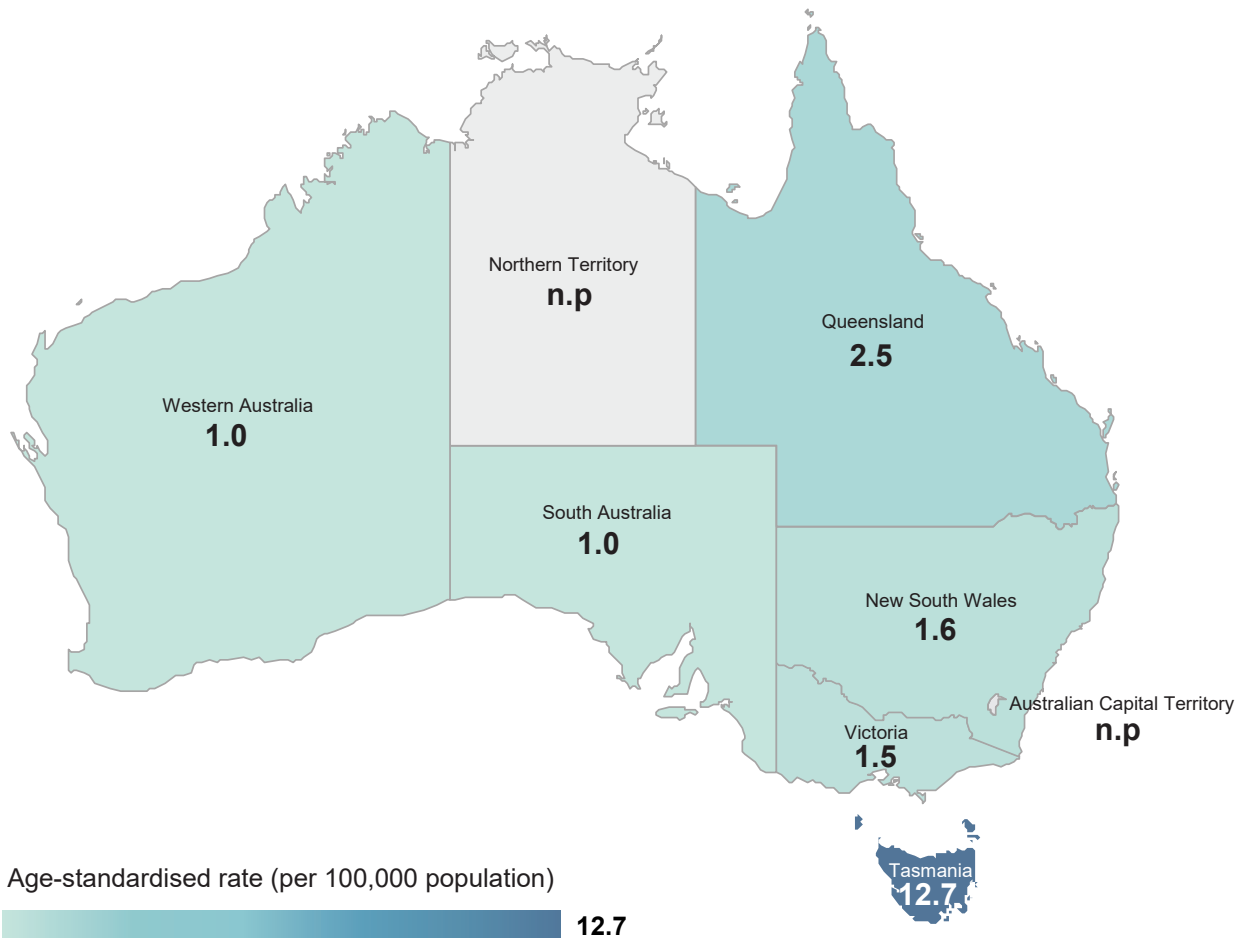 Northern Territory
n.p
Queensland
2.5
Western Australia
1.0
South Australia
1.0
New South Wales
1.6
Australian Capital Territory
n.p
Victoria
1.5
Tasmania
12.7
Age-standardised rate (per 100,000 population)
12.7